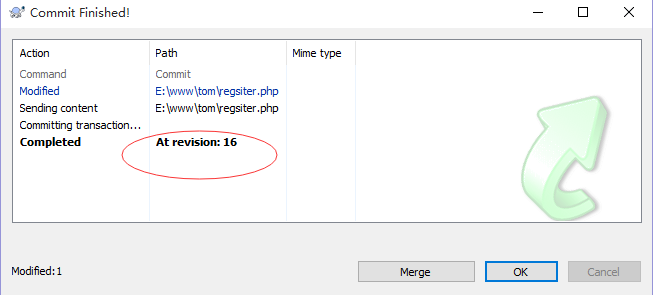 Commit Finished!
Action Path Mime type
Command Commit
Modified E:\www\tom\regsiter.php
Sending content E:\www\tom\regsiter.php
Committing transaction...
Completed At revision: 16
Modified:1 Merge OK Cancel